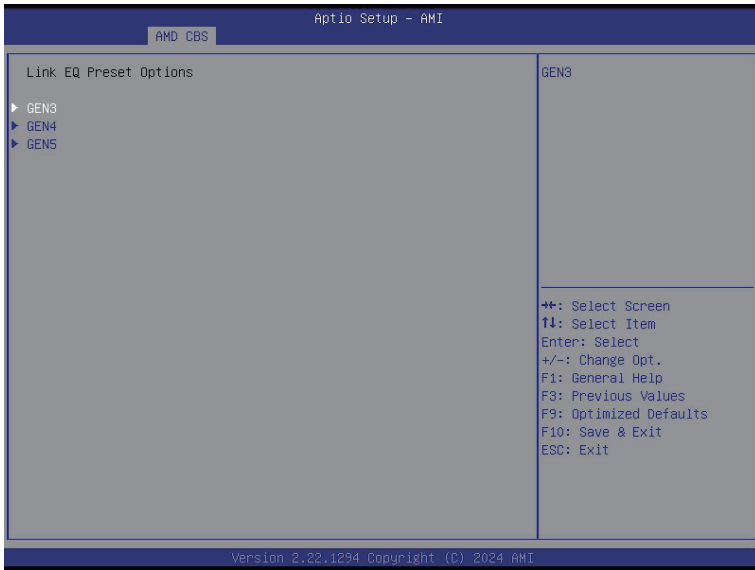 Aptio Setup – AMI
AMD CBS
Link EQ Preset Options
GEN3
GEN4
GEN5
GEN3
→←: Select Screen
↑↓: Select Item
Enter: Select
+/-: Change Opt.
F1: General Help
F3: Previous Values
F9: Optimized Defaults
F10: Save & Exit
ESC: Exit
Version 2.22.1294 Copyright (C) 2024 AMI